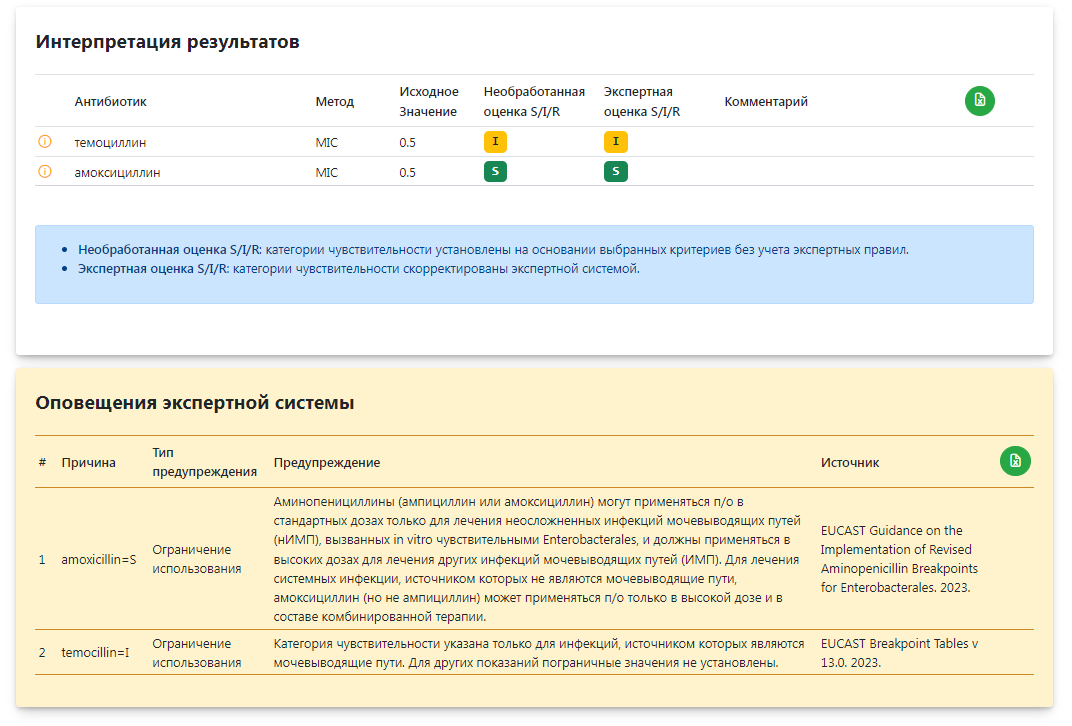 Интерпретация результатов
Антибиотик Метод Исходное Значение Необработанная оценка S/I/R Экспертная оценка S/I/R Комментарий
темоциллин MIC 0.5 I I
амоксициллин MIC 0.5 S S
• Необработанная оценка S/I/R: категории чувствительности установлены на основании выбранных критериев без учета экспертных правил.
• Экспертная оценка S/I/R: категории чувствительности скорректированы экспертной системой.
Оповещения экспертной системы
# Причина Тип предупреждения Предупреждение Источник
1 amoxicillin=S Ограничение использования
Аминопенициллины (ампициллин или амоксициллин) могут применяться п/о в
стандартных дозах только для лечения неосложненных инфекций мочевыводящих путей
(нИМП), вызванных in vitro чувствительными Enterobacterales, и должны применяться в
высоких дозах для лечения других инфекций мочевыводящих путей (ИМП). Для лечения
системных инфекции, источником которых не являются мочевыводящие пути,
амоксициллин (но не ампициллин) может применяться п/о только в высокой дозе и в
составе комбинированной терапии.
EUCAST Guidance on the
Implementation of Revised
Aminopenicillin Breakpoints
for Enterobacterales. 2023.
2 temocillin=I Ограничение использования
Категория чувствительности указана только для инфекций, источником которых являются
мочевыводящие пути. Для других показаний пограничные значения не установлены.
EUCAST Breakpoint Tables v
13.0. 2023.